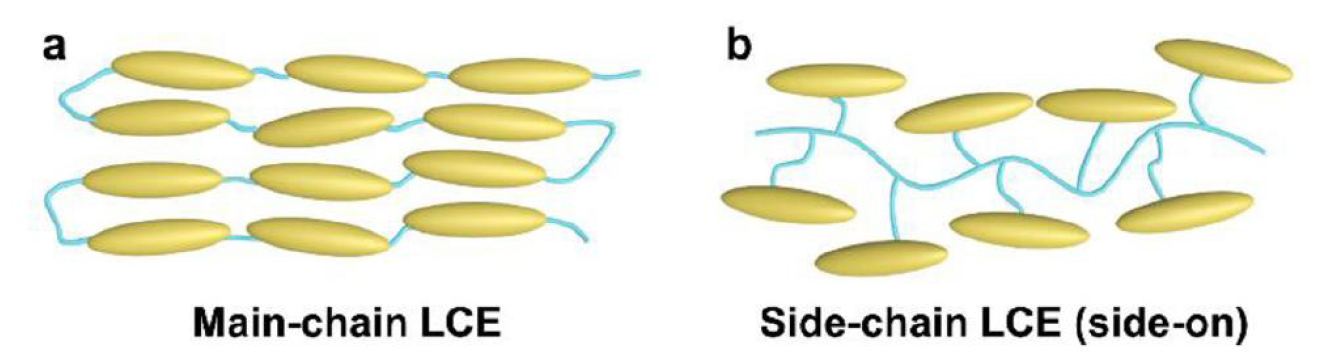 a
b
Main-chain LCE
Side-chain LCE (side-on)